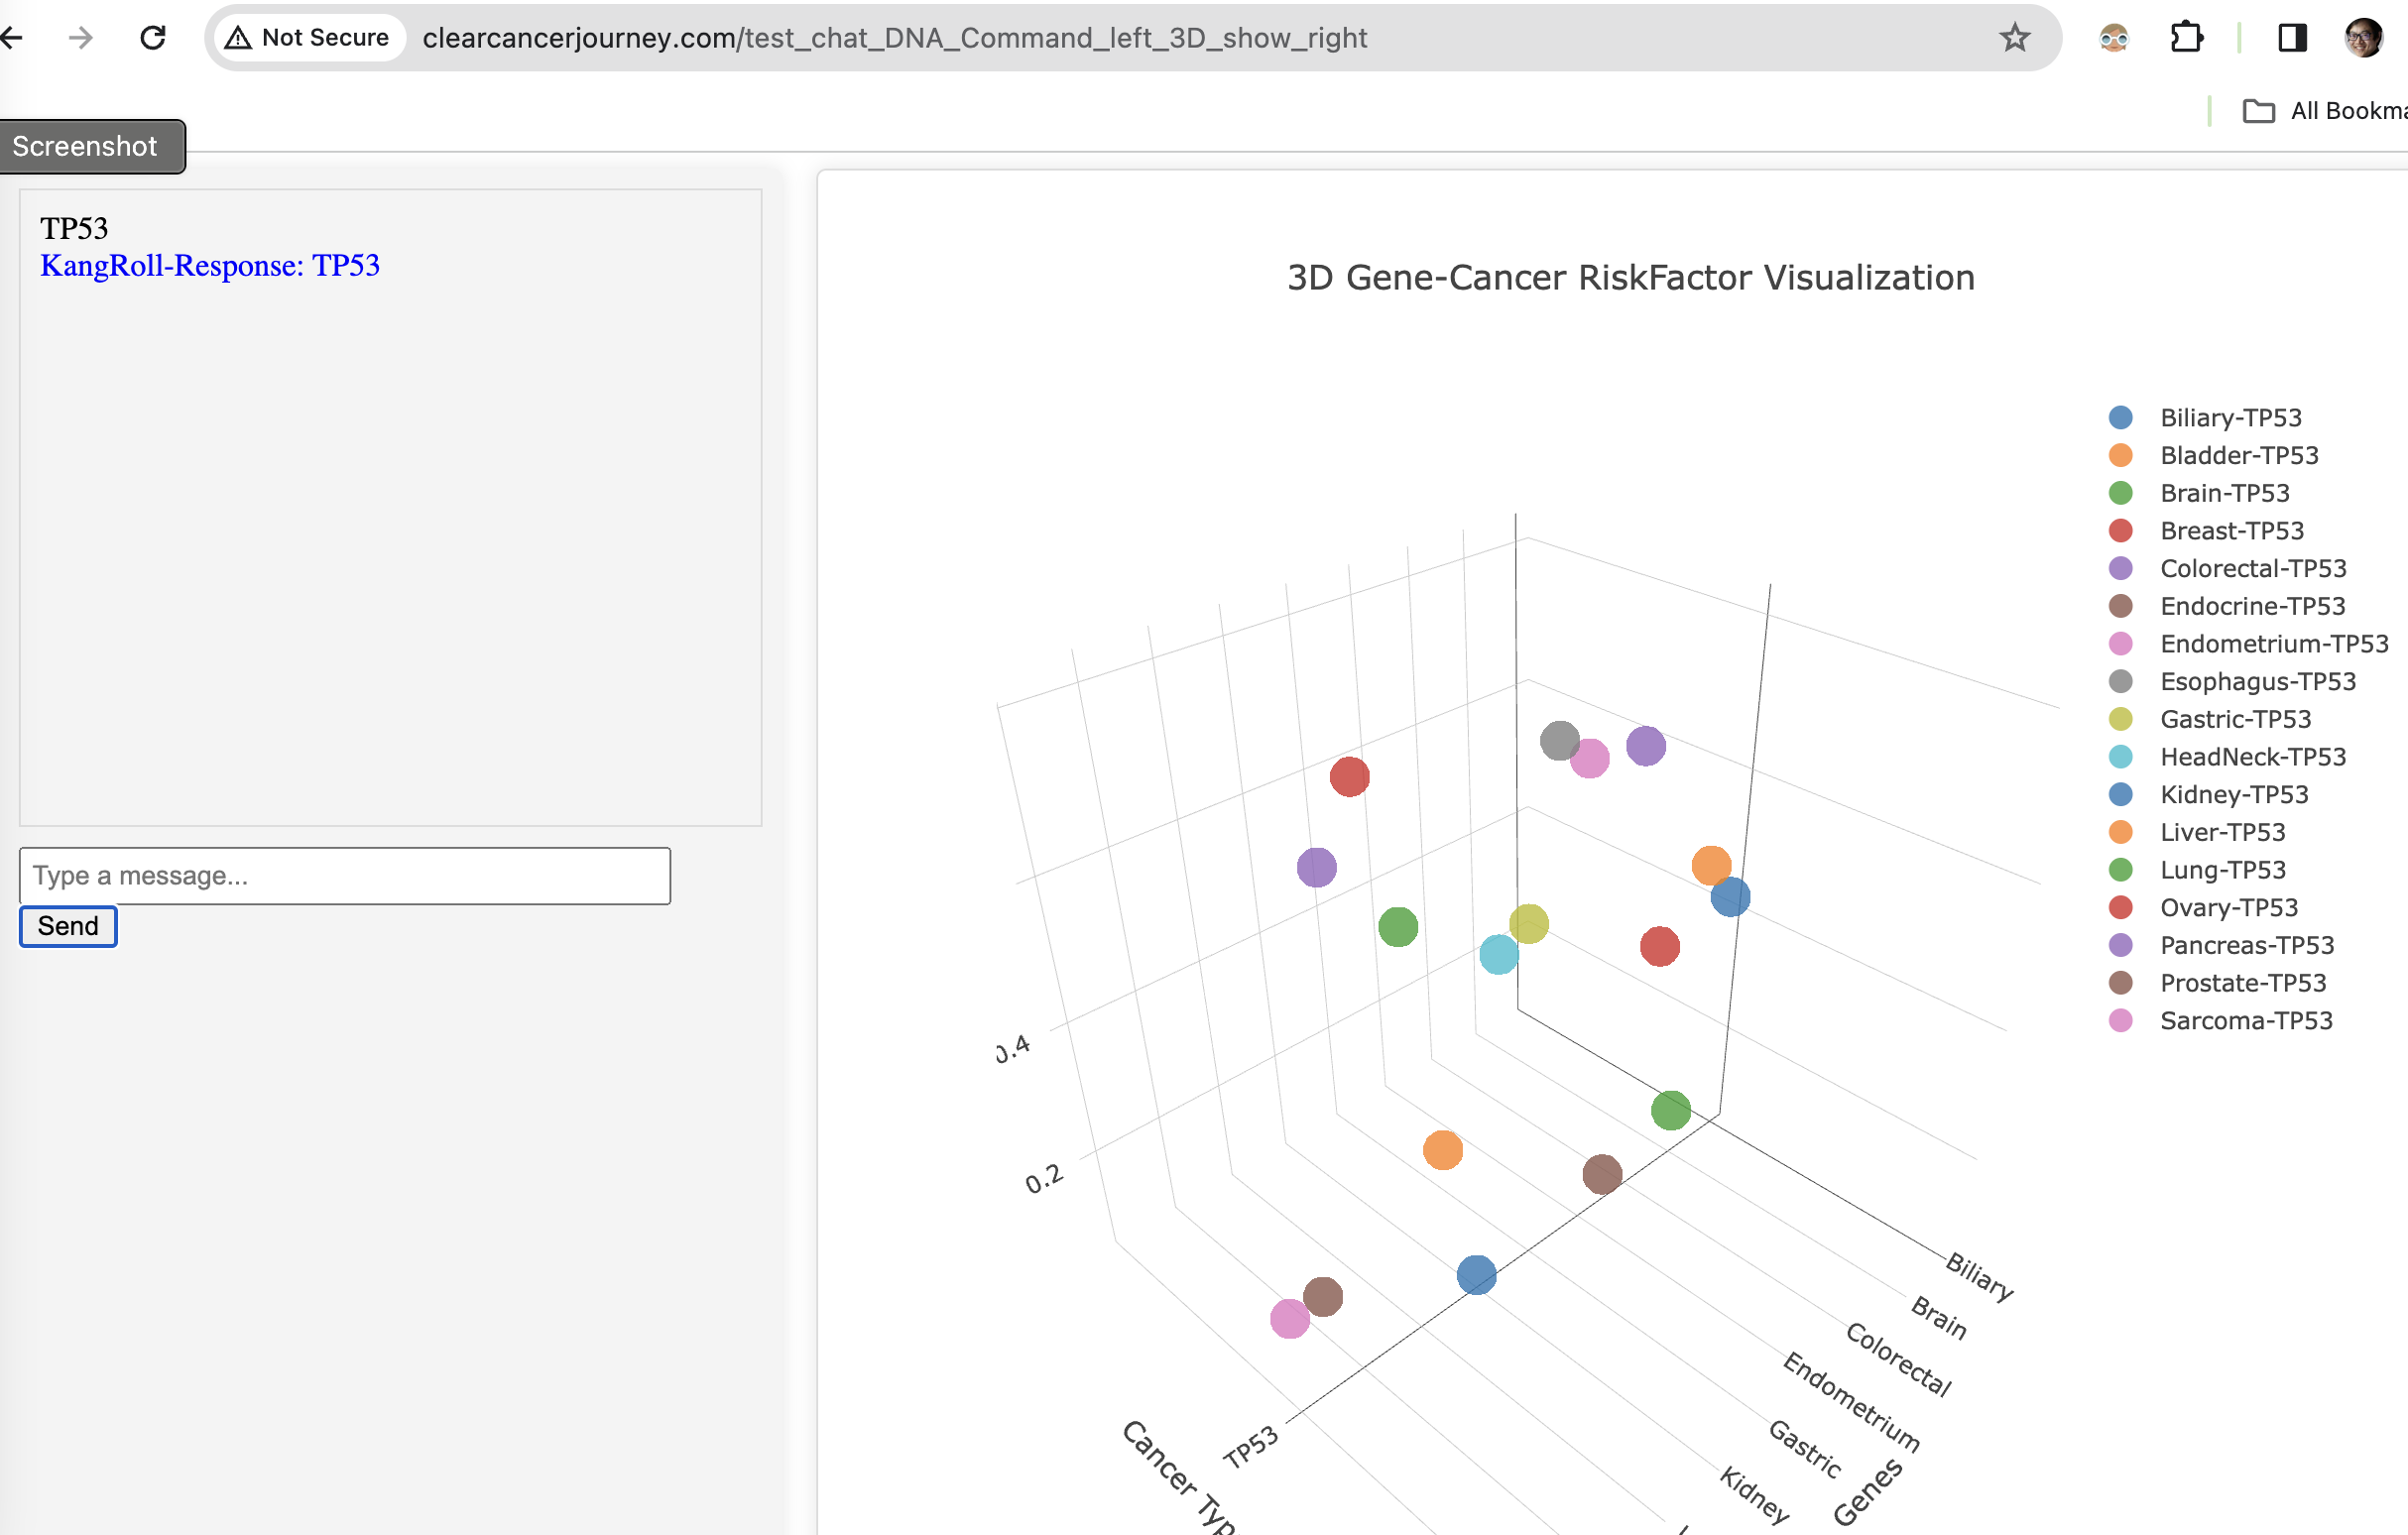 Not Secure
clearcancerjourney.com/test_chat_DNA_Command_left_3D_show_right
All Bookma
Screenshot
TP53
KangRoll-Response: TP53
Type a message...
Send
3D Gene-Cancer RiskFactor Visualization
Biliary-TP53
Bladder-TP53
Brain-TP53
Breast-TP53
Colorectal-TP53
Endocrine-TP53
Endometrium-TP53
Esophagus-TP53
Gastric-TP53
HeadNeck-TP53
Kidney-TP53
Liver-TP53
Lung-TP53
Ovary-TP53
Pancreas-TP53
Prostate-TP53
Sarcoma-TP53
0.4
0.2
Biliary
Brain
Colorectal
Endometrium
Gastric
Kidney
Genes
TP53
Cancer Typ